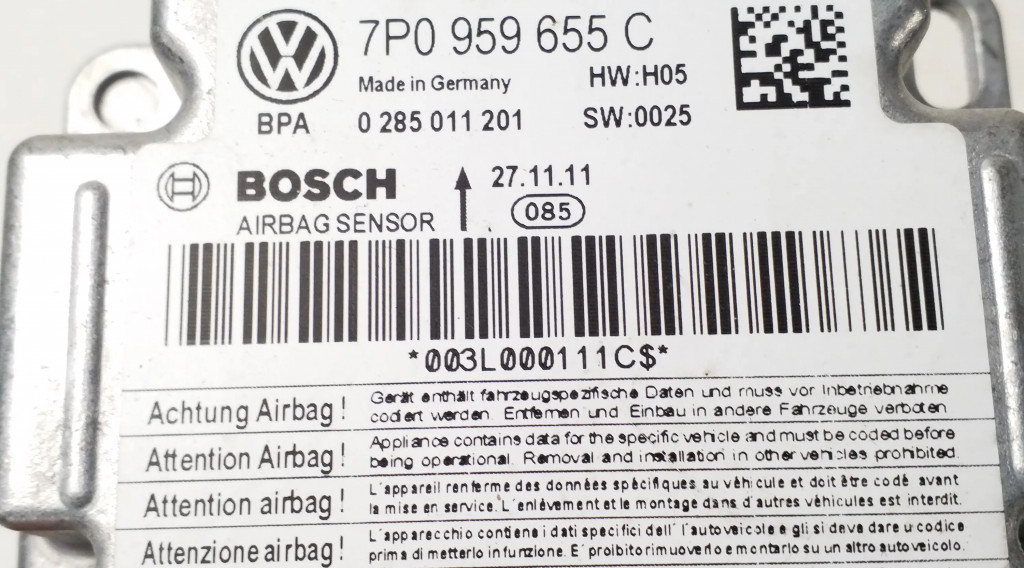 7P0 959 655 C
Made in Germany HW:H05
BPA 0 285 011 201 SW:0025
BOSCH 27.11.11
AIRBAG SENSOR 085
*003L000111C$*
Achtung Airbag! Gerät enthält fahrzeugspezifische Daten und muss vor Inbetriebnahme
codiert werden. Entfernen und Einbau in andere Fahrzeuge verboten
Attention Airbag! Appliance contains data for the specific vehicle and must be coded before
being operational. Removal and installation in other vehicles prohibited.
Attention airbag! L'appareil renferme des données spécifiques au véhicule et doit être codé avant
la mise en service. L'enlèvement et le montage dans d'autres véhicules est interdit.
Attenzione airbag! L'apparecchio contiene i dati specifici dell' l'autoveicolo e gli si deve dare u codice
prima di metterlo in funzione. E' proibito rimuoverlo e montarlo su un altro autoveicolo.